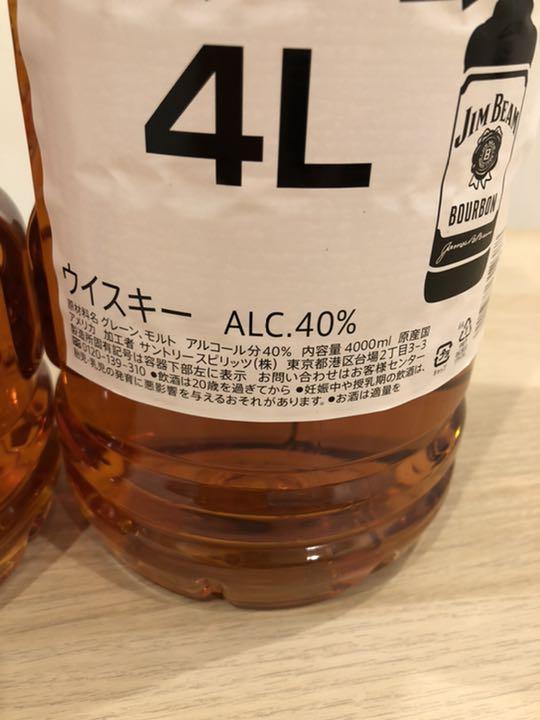 4L
JIM BEAM
B
BOURBON
ウイスキー ALC.40%
原材料名 グレーン、モルト アルコール分40% 内容量 4000ml 原産国
アメリカ 加工者 サントリースピリッツ(株) 東京都港区台場2丁目3-3
製造所固有記号は容器下部左に表示 お問い合わせはお客様センター
0120-139-310 ●飲酒は20歳を過ぎてから ●妊娠中や授乳期の飲酒は、
胎児・乳児の発育に悪影響を与えるおそれがあります。●お酒は適量を